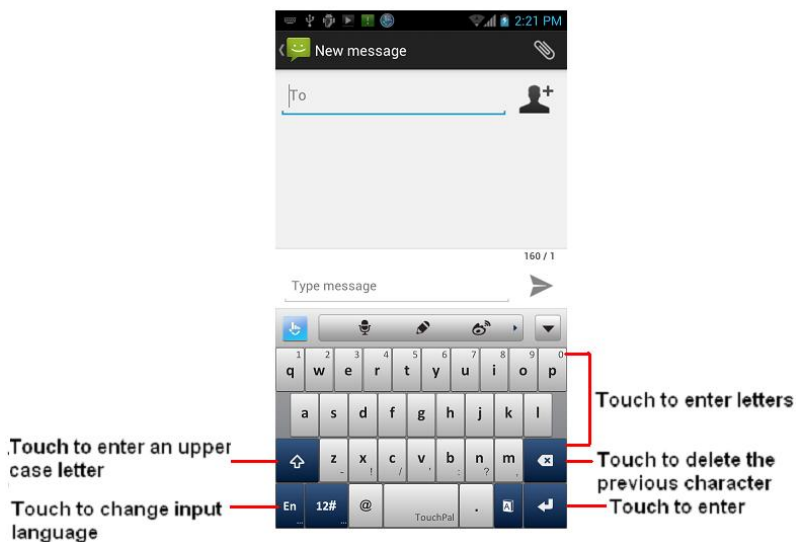 2:21 PM
New message
To
160 / 1
Type message
1 2 3 4 5 6 7 8 9 0
q w e r t y u i o p
a s d f g h j k l
z x c v b n m
- ! / ' : ? ,
En 12# @ TouchPal .
... ...
Touch to enter letters
Touch to enter an upper
case letter
Touch to delete the
previous character
Touch to change input
language
Touch to enter